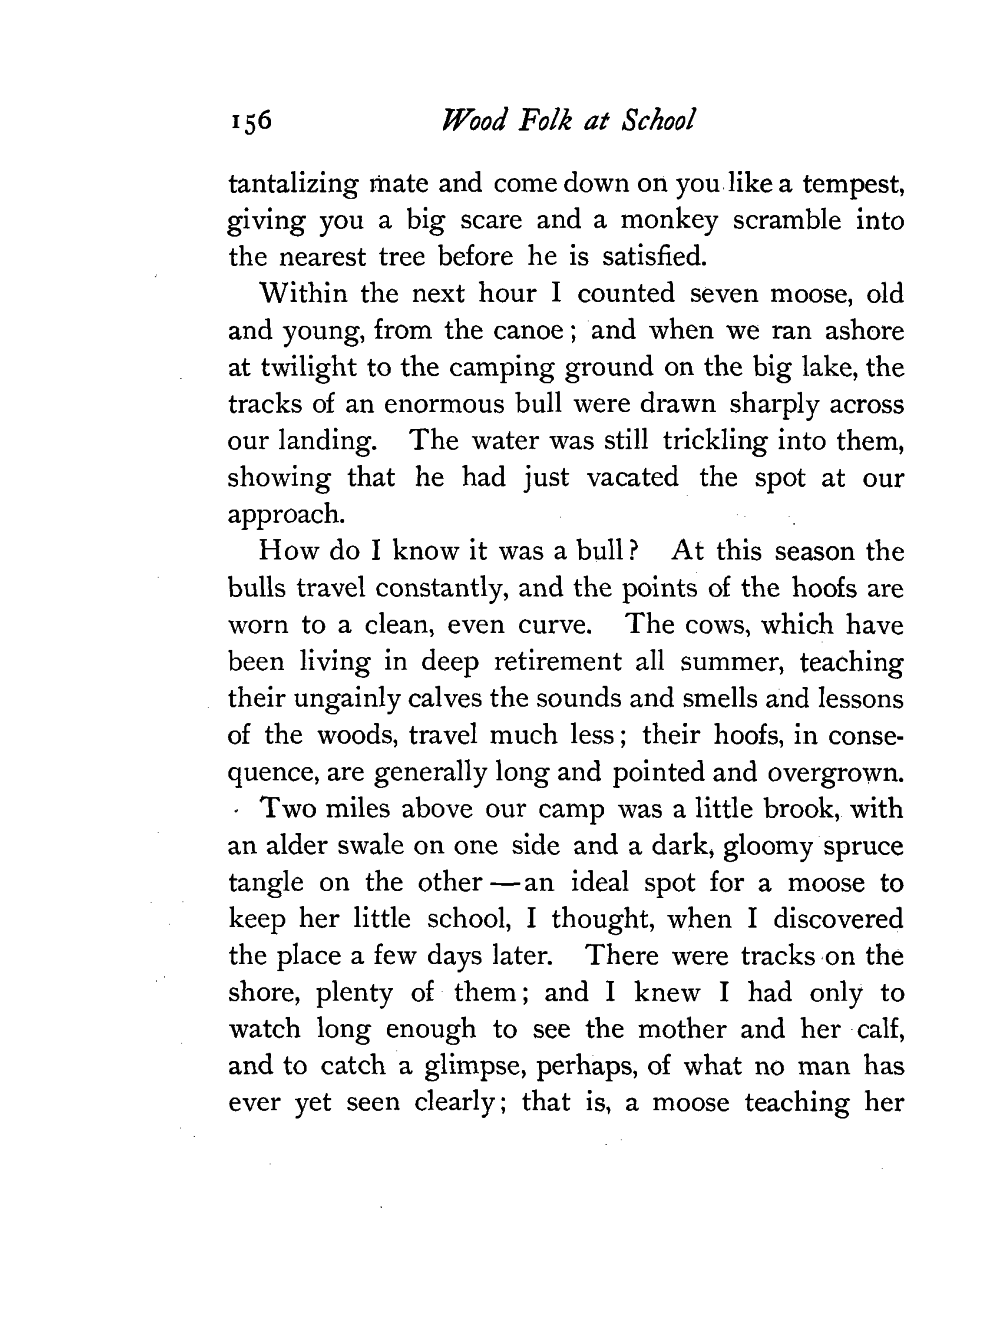 156 Wood Folk at School
tantalizing mate and come down on you like a tempest,
giving you a big scare and a monkey scramble into
the nearest tree before he is satisfied.
Within the next hour I counted seven moose, old
and young, from the canoe; and when we ran ashore
at twilight to the camping ground on the big lake, the
tracks of an enormous bull were drawn sharply across
our landing. The water was still trickling into them,
showing that he had just vacated the spot at our
approach.
How do I know it was a bull? At this season the
bulls travel constantly, and the points of the hoofs are
worn to a clean, even curve. The cows, which have
been living in deep retirement all summer, teaching
their ungainly calves the sounds and smells and lessons
of the woods, travel much less; their hoofs, in conse-
quence, are generally long and pointed and overgrown.
Two miles above our camp was a little brook, with
an alder swale on one side and a dark, gloomy spruce
tangle on the other—an ideal spot for a moose to
keep her little school, I thought, when I discovered
the place a few days later. There were tracks on the
shore, plenty of them; and I knew I had only to
watch long enough to see the mother and her calf,
and to catch a glimpse, perhaps, of what no man has
ever yet seen clearly; that is, a moose teaching her